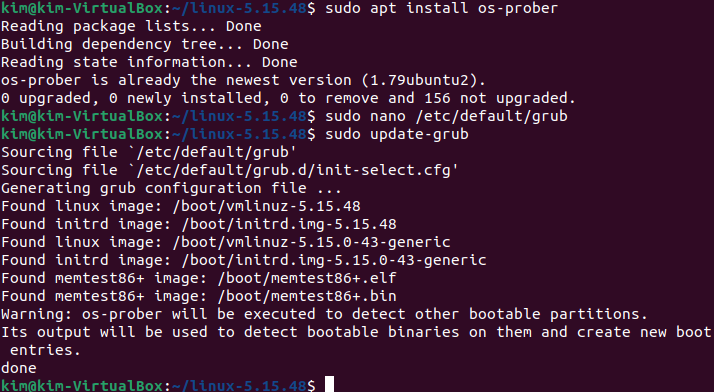 kim@kim-VirtualBox:~/linux-5.15.48$ sudo apt install os-prober
Reading package lists... Done
Building dependency tree... Done
Reading state information... Done
os-prober is already the newest version (1.79ubuntu2).
0 upgraded, 0 newly installed, 0 to remove and 156 not upgraded.
kim@kim-VirtualBox:~/linux-5.15.48$ sudo nano /etc/default/grub
kim@kim-VirtualBox:~/linux-5.15.48$ sudo update-grub
Sourcing file `/etc/default/grub'
Sourcing file `/etc/default/grub.d/init-select.cfg'
Generating grub configuration file ...
Found linux image: /boot/vmlinuz-5.15.48
Found initrd image: /boot/initrd.img-5.15.48
Found linux image: /boot/vmlinuz-5.15.0-43-generic
Found initrd image: /boot/initrd.img-5.15.0-43-generic
Found memtest86+ image: /boot/memtest86+.elf
Found memtest86+ image: /boot/memtest86+.bin
Warning: os-prober will be executed to detect other bootable partitions.
Its output will be used to detect bootable binaries on them and create new boot
 entries.
done
kim@kim-VirtualBox:~/linux-5.15.48$